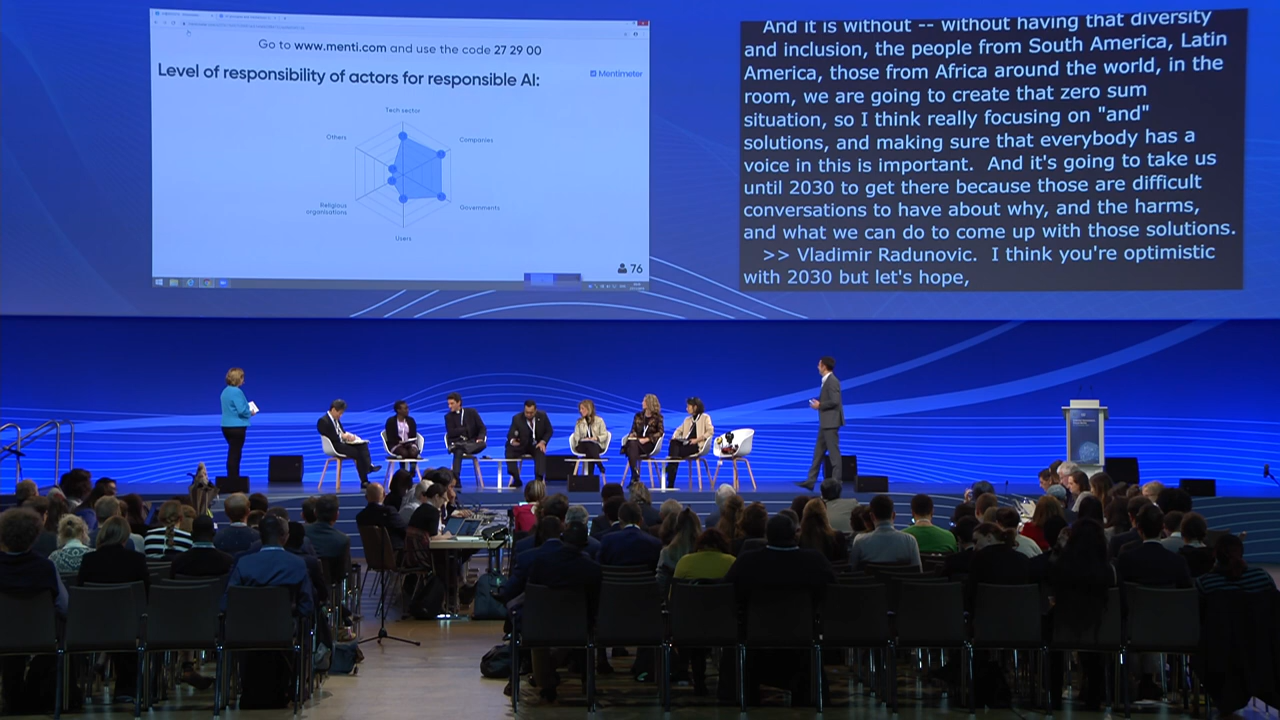 Go to www.menti.com and use the code 27 29 00
Level of responsibility of actors for responsible AI:
Mentimeter
Tech sector
Others
Companies
Religious
organisations
Governments
Users
76
And it is without -- without having that diversity
and inclusion, the people from South America, Latin
America, those from Africa around the world, in the
room, we are going to create that zero sum
situation, so I think really focusing on "and"
solutions, and making sure that everybody has a
voice in this is important. And it's going to take us
until 2030 to get there because those are difficult
conversations to have about why, and the harms,
and what we can do to come up with those solutions.
>> Vladimir Radunovic. I think you're optimistic
with 2030 but let's hope,